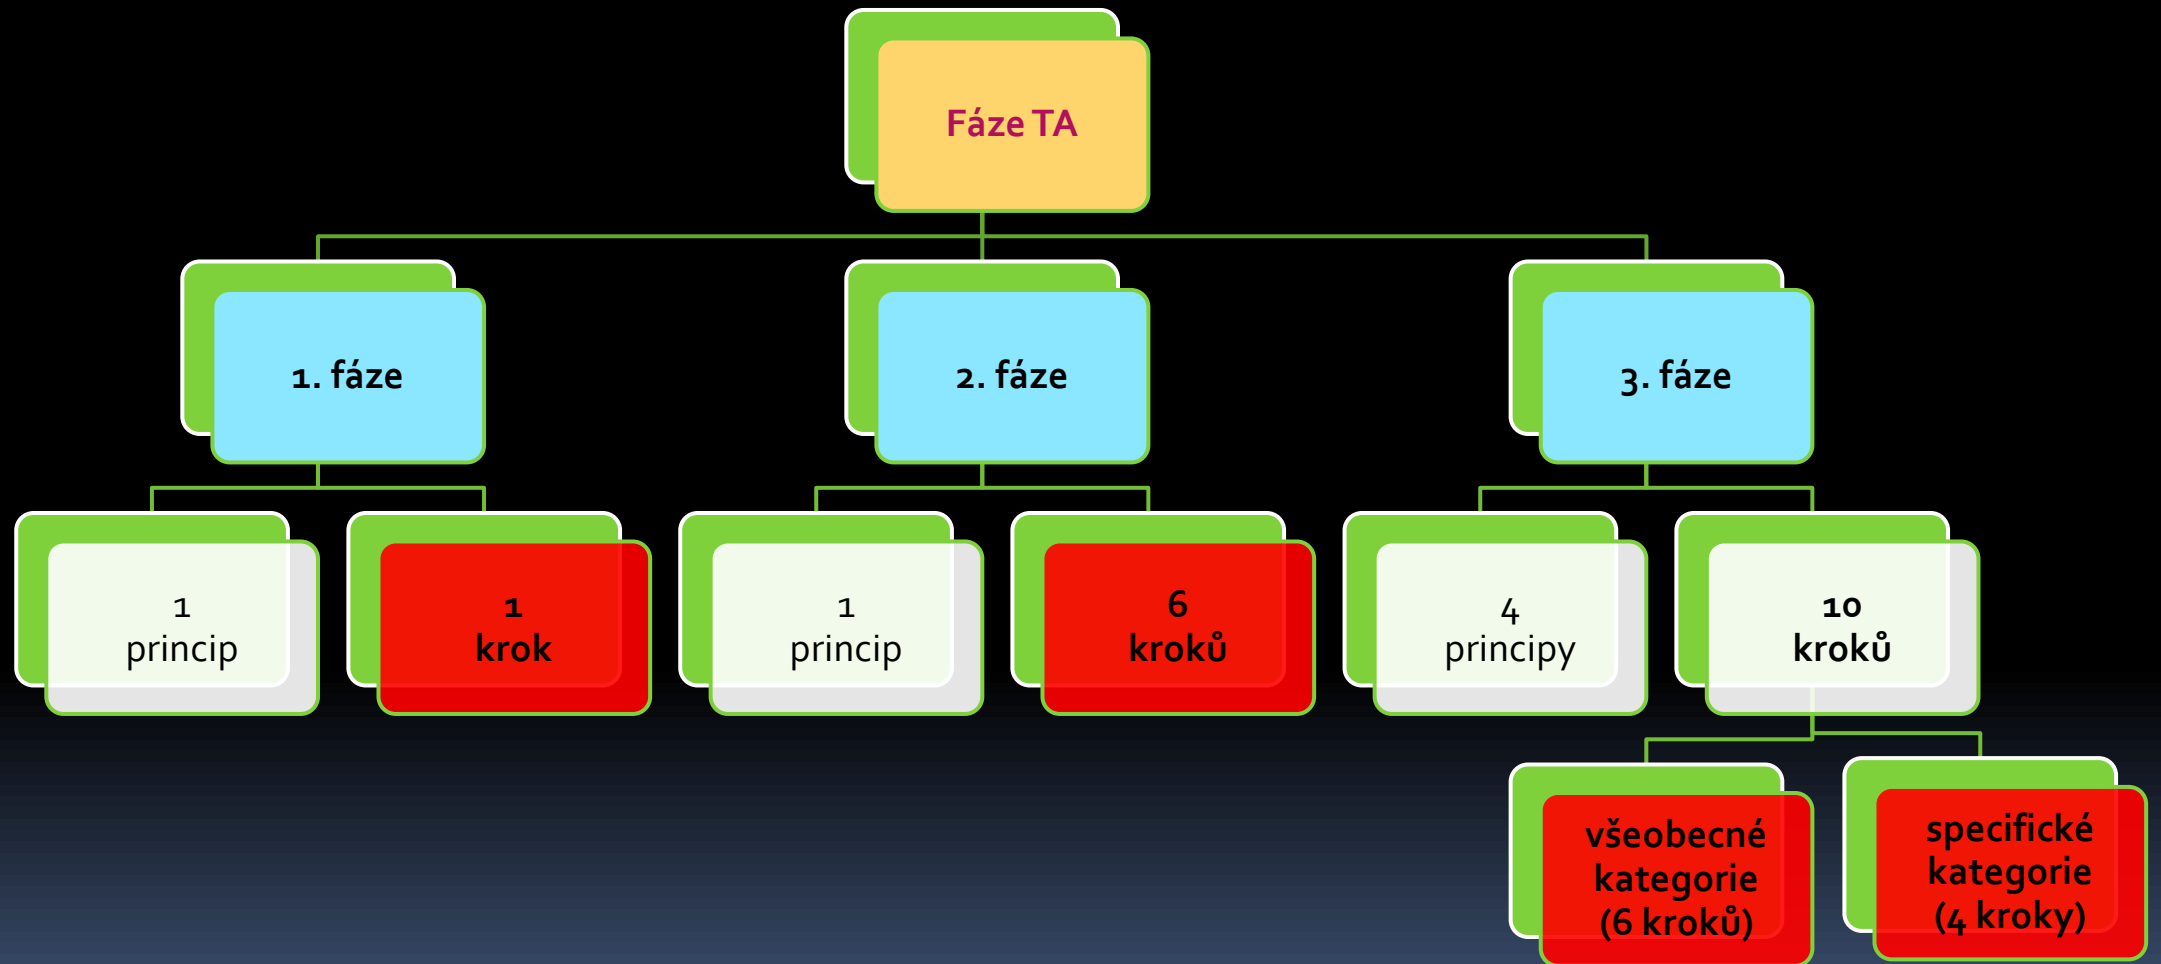 Fáze TA
1. fáze
2. fáze
3. fáze
1
princip
1
krok
1
princip
6
kroků
4
principy
10
kroků
všeobecné
kategorie
(6 kroků)
specifické
kategorie
(4 kroky)